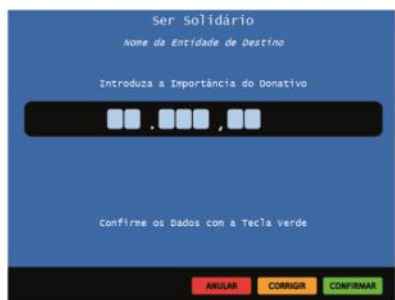 Ser Solidário
Nome da Entidade de Destino
Introduza a Importância do Donativo
. ,
Confirme os Dados com a Tecla Verde
ANULAR CORRIGIR CONFIRMAR